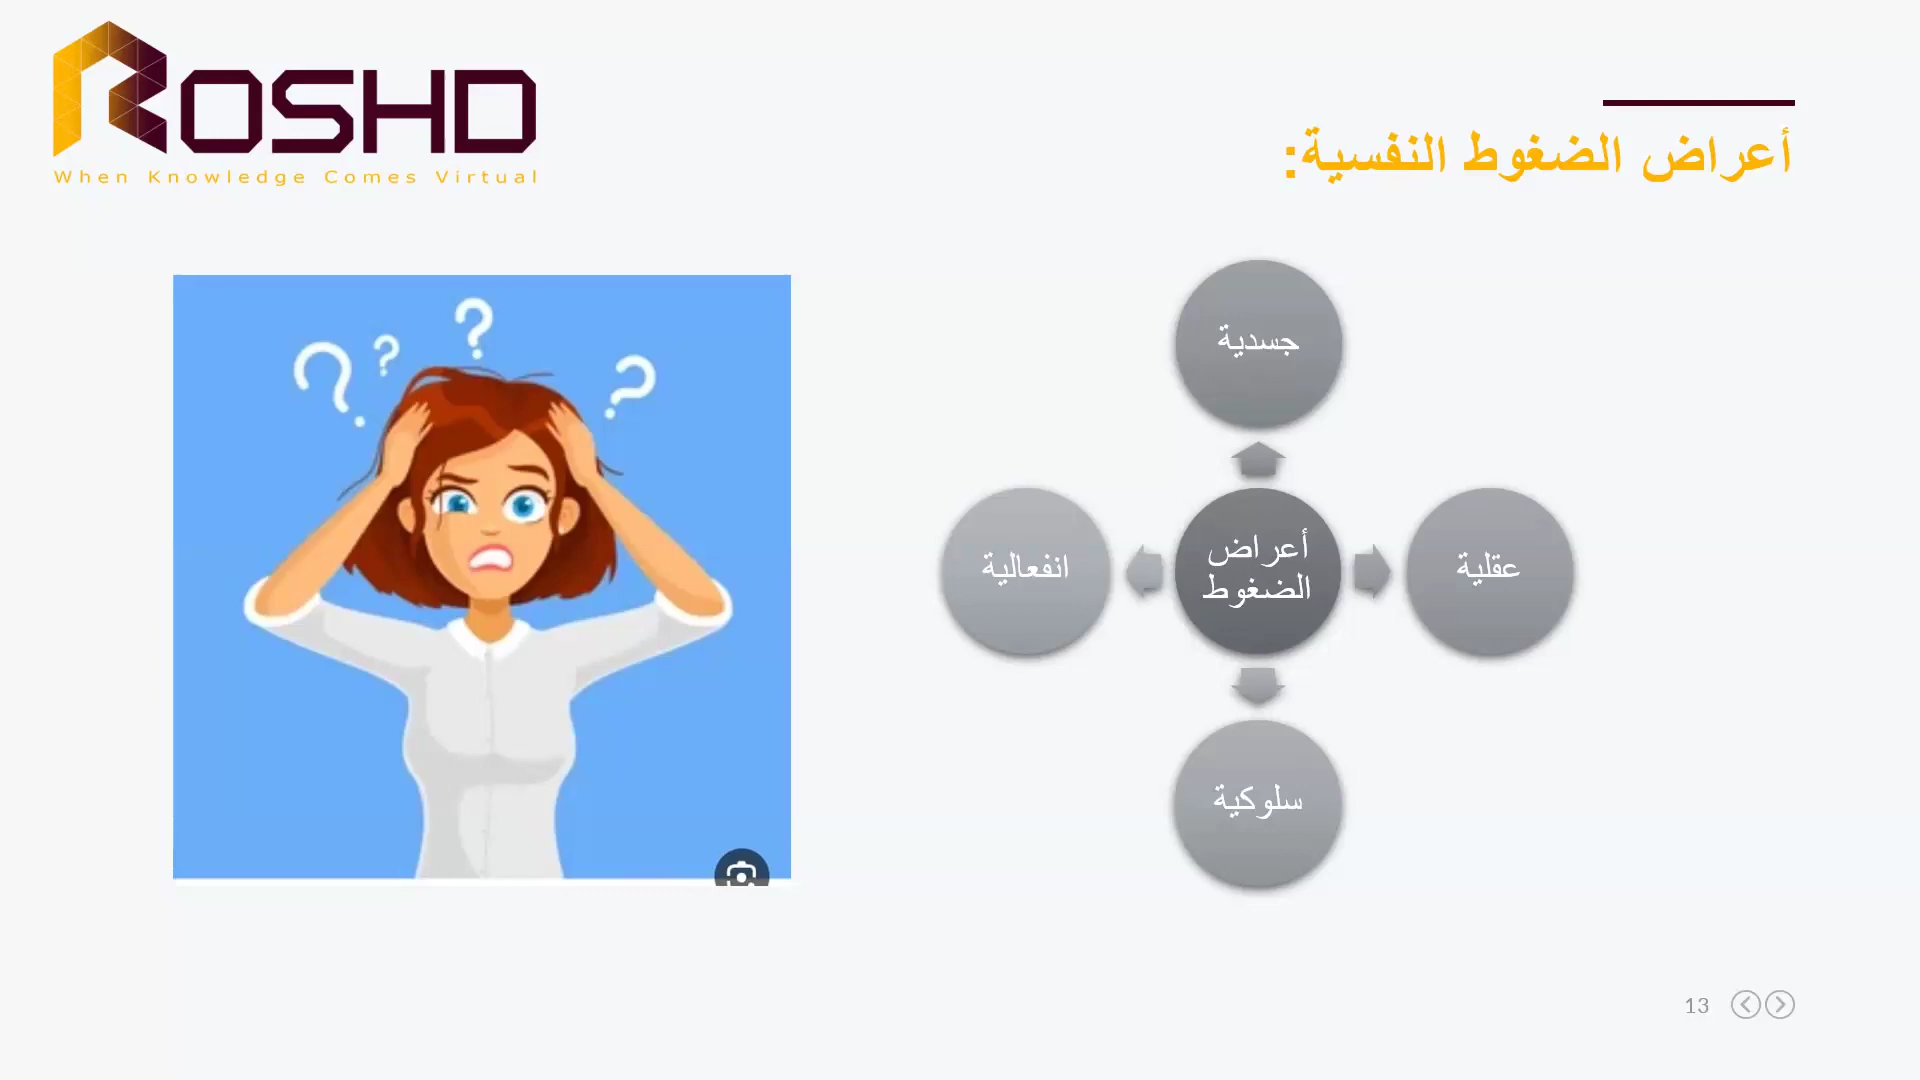 ROSHD
When Knowledge Comes Virtual
أعراض الضغوط النفسية:
? ? ? ?
جسدية
عقلية
أعراض
الضغوط
انفعالية
سلوكية
13